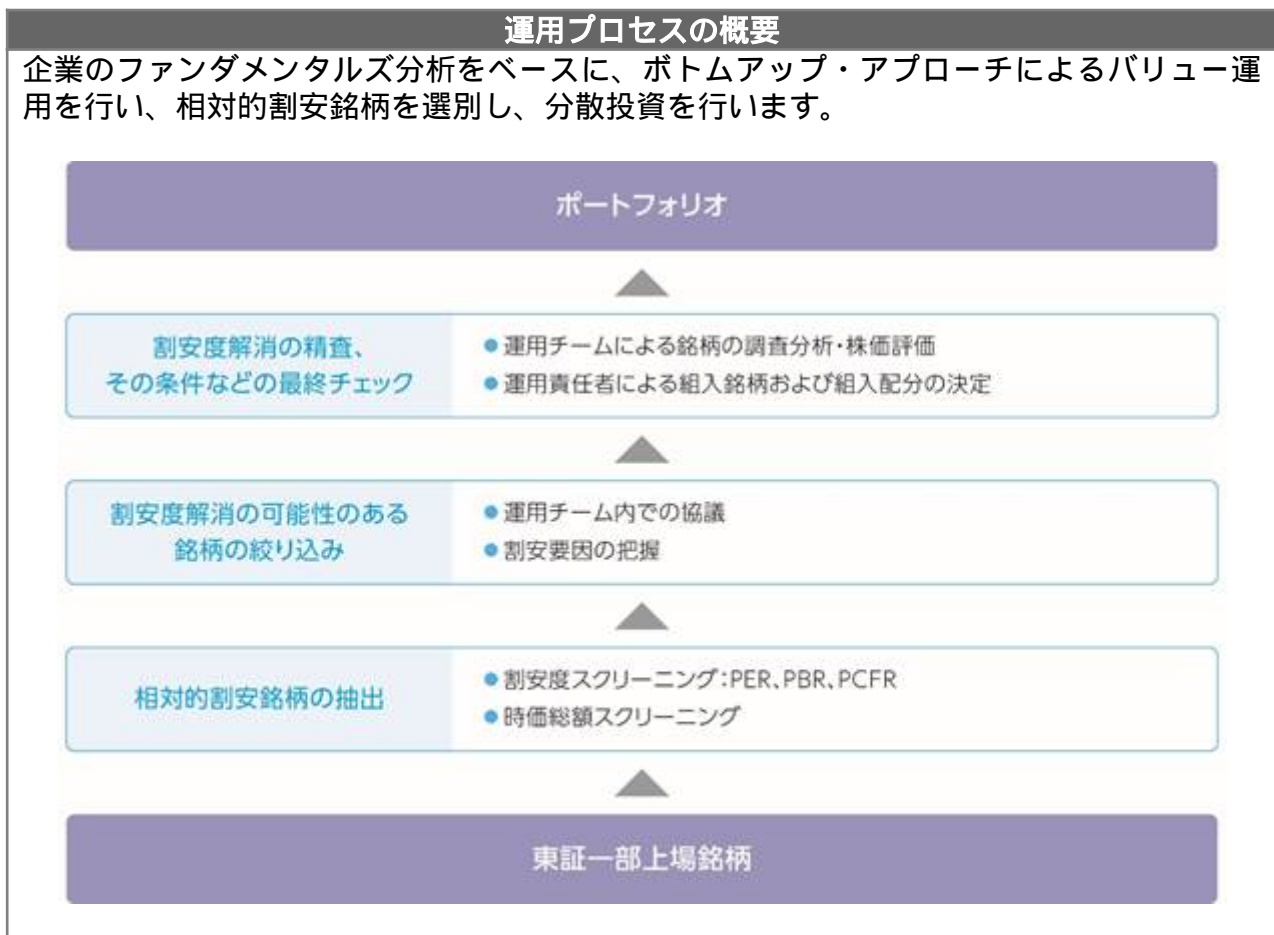 運用プロセスの概要
企業のファンダメンタルズ分析をベースに、ボトムアップ・アプローチによるバリュー運
用を行い、相対的割安銘柄を選別し、分散投資を行います。
ポートフォリオ
割安度解消の精査、
その条件などの最終チェック
●運用チームによる銘柄の調査分析・株価評価
●運用責任者による組入銘柄および組入配分の決定
割安度解消の可能性のある
銘柄の絞り込み
●運用チーム内での協議
●割安要因の把握
相対的割安銘柄の抽出
●割安度スクリーニング：PER、PBR、PCFR
●時価総額スクリーニング
東証一部上場銘柄